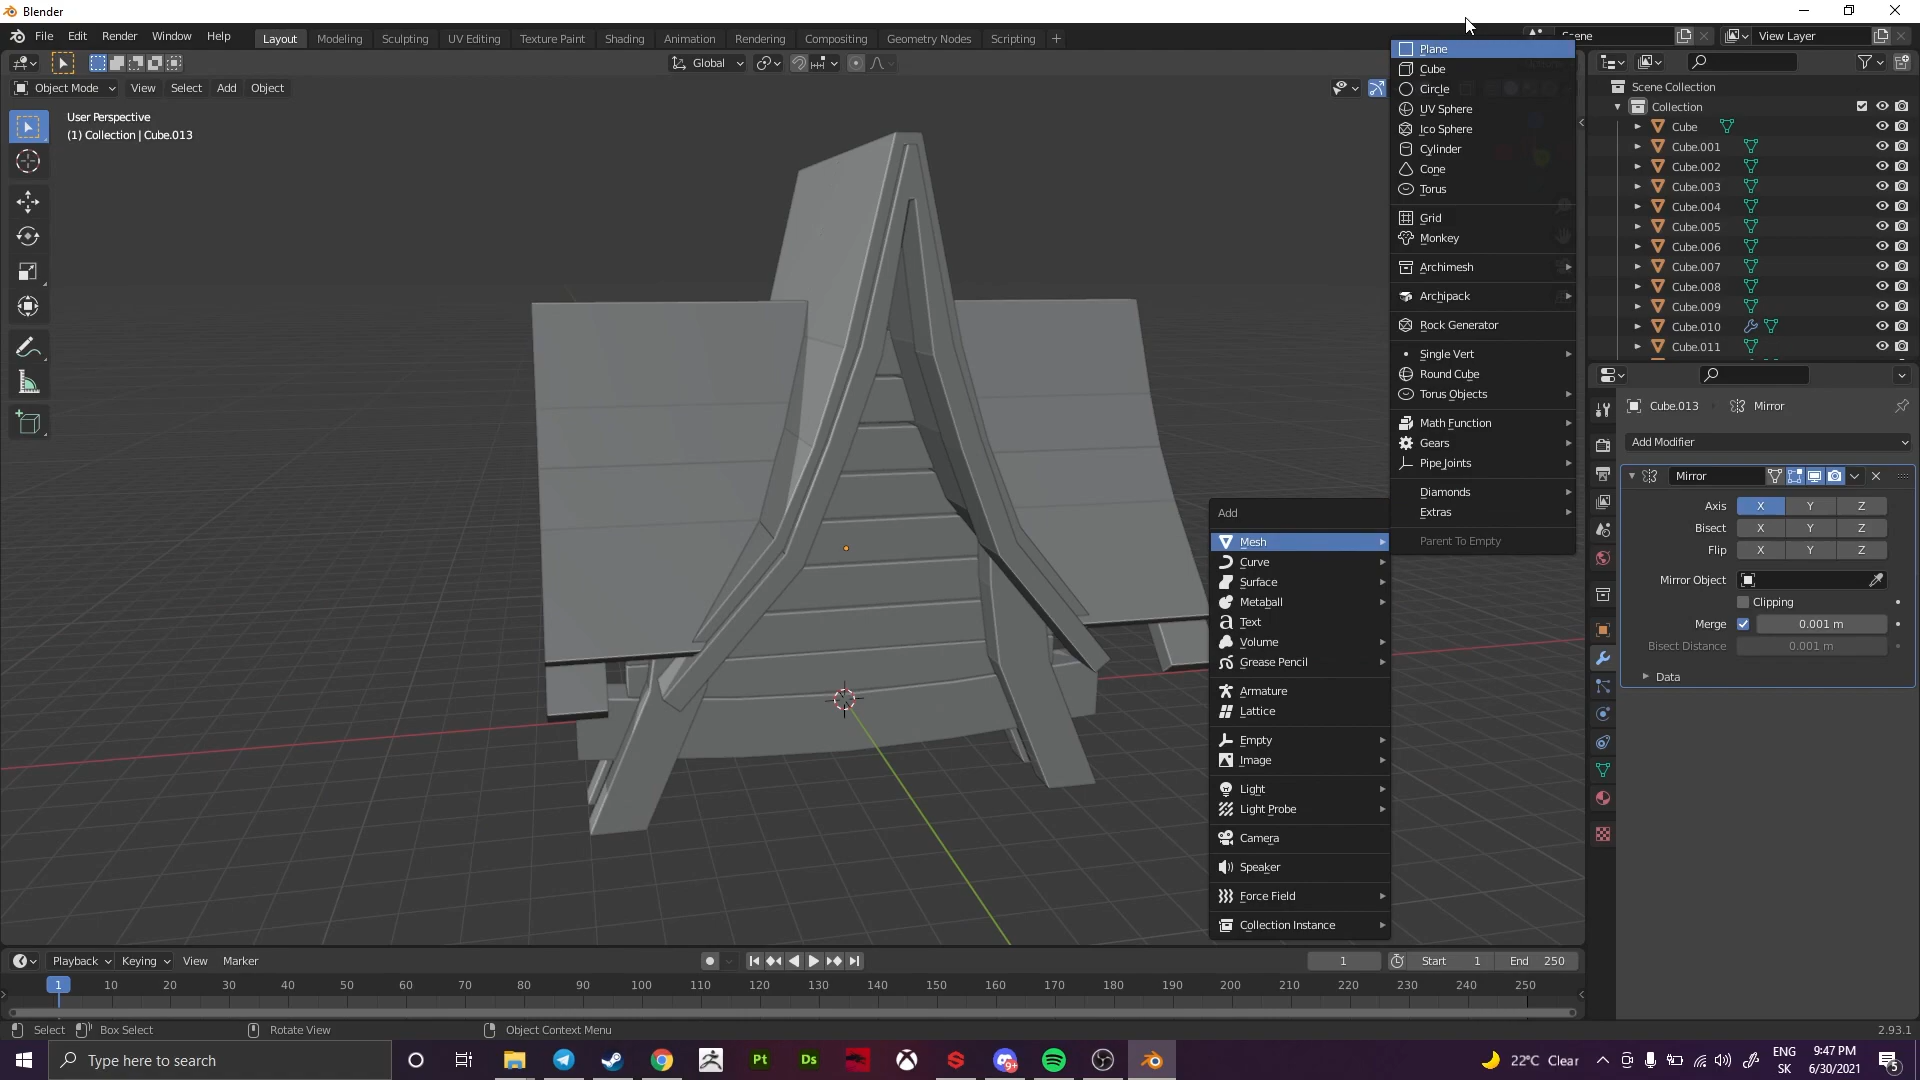 Blender
File Edit Render Window Help
Layout Modeling Sculpting UV Editing Texture Paint Shading Animation Rendering Compositing Geometry Nodes Scripting +
Scene View Layer
Global
Object Mode View Select Add Object
User Perspective
(1) Collection | Cube.013
Plane
Cube
Circle
UV Sphere
Ico Sphere
Cylinder
Cone
Torus
Grid
Monkey
Archimesh
Archipack
Rock Generator
Single Vert
Round Cube
Torus Objects
Math Function
Gears
Pipe Joints
Diamonds
Extras
Parent To Empty
Add
Mesh
Curve
Surface
Metaball
Text
Volume
Grease Pencil
Armature
Lattice
Empty
Image
Light
Light Probe
Camera
Speaker
Force Field
Collection Instance
Scene Collection
Collection
Cube
Cube.001
Cube.002
Cube.003
Cube.004
Cube.005
Cube.006
Cube.007
Cube.008
Cube.009
Cube.010
Cube.011
Cube.013 Mirror
Add Modifier
Mirror
Axis X Y Z
Bisect X Y Z
Flip X Y Z
Mirror Object
Clipping
Merge 0.001 m
Bisect Distance 0.001 m
Data
Playback Keying View Marker
1 Start 1 End 250
1 10 20 30 40 50 60 70 80 90 100 110 120 130 140 150 160 170 180 190 200 210 220 230 240 250
Select Box Select Rotate View Object Context Menu 2.93.1
Type here to search
Pt Ds 9+
22°C Clear
ENG
SK
9:47 PM
6/30/2021
5